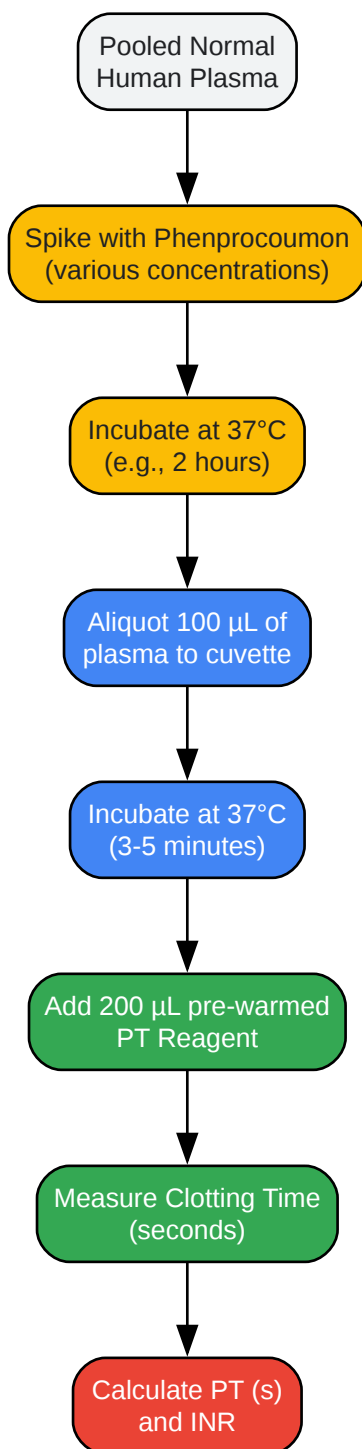 Pooled Normal
Human Plasma
Spike with Phenprocoumon
(various concentrations)
Incubate at 37°C
(e.g., 2 hours)
Aliquot 100 µL of
plasma to cuvette
Incubate at 37°C
(3-5 minutes)
Add 200 µL pre-warmed
PT Reagent
Measure Clotting Time
(seconds)
Calculate PT (s)
and INR